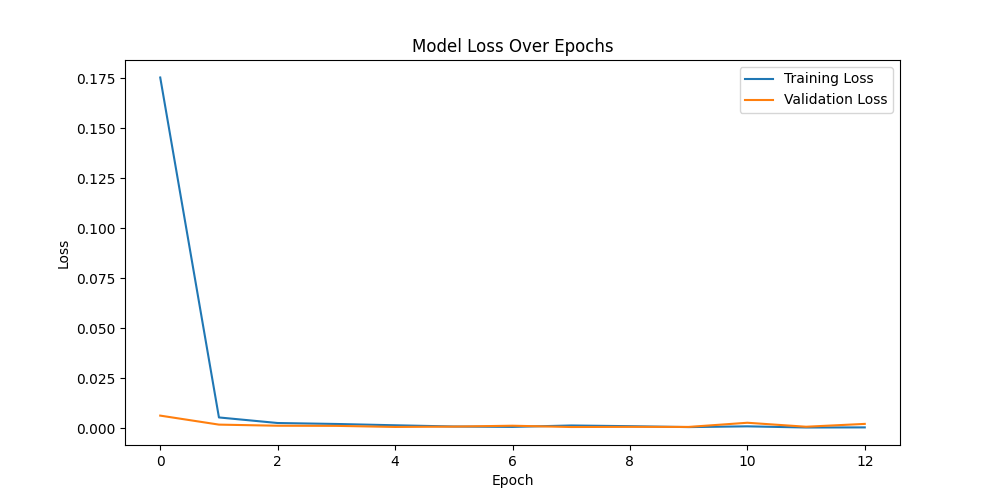 Model Loss Over Epochs
Training Loss
Validation Loss
0.175
0.150
0.125
0.100
0.075
0.050
0.025
0.000
Loss
0 2 4 6 8 10 12
Epoch